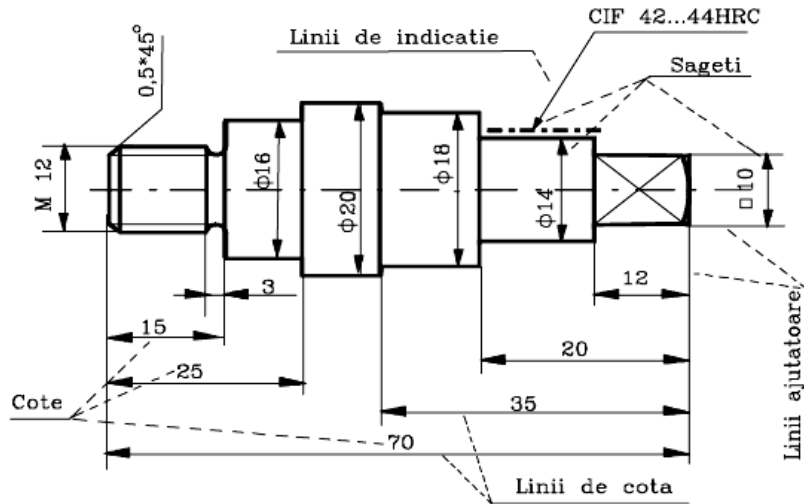 CIF 42...44HRC
Linii de indicatie
Sageti
0,5*45°
M 12
ϕ16
ϕ20
ϕ18
ϕ14
□10
3
12
15
20
25
35
Cote
70
Linii de cota
Linii ajutatoare